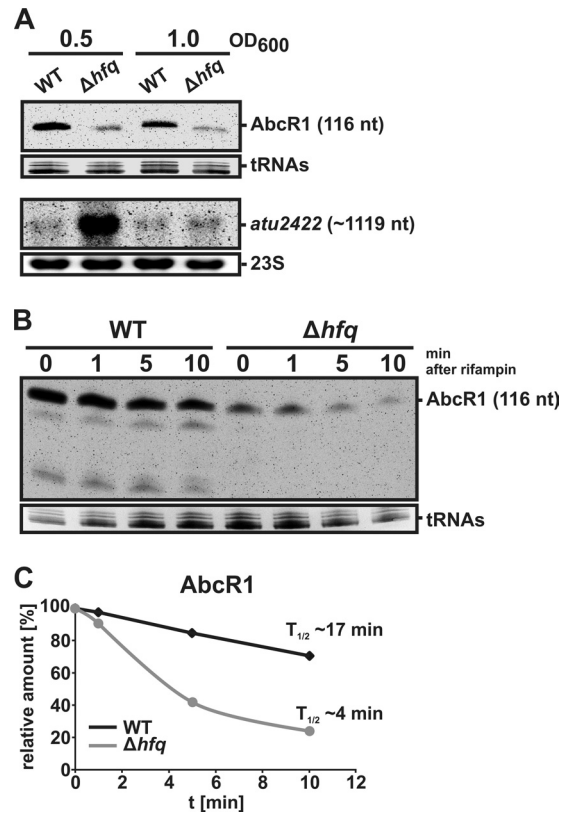 A
0.5 1.0 OD600
WT Δhfq WT Δhfq
AbcR1 (116 nt)
tRNAs
atu2422 (~1119 nt)
23S
B
WT Δhfq
0 1 5 10 0 1 5 10 min
after rifampin
AbcR1 (116 nt)
tRNAs
C
AbcR1
relative amount [%]
100
80
60
40
20
0
T1/2 ~17 min
T1/2 ~4 min
WT
Δhfq
0 2 4 6 8 10 12
t [min]